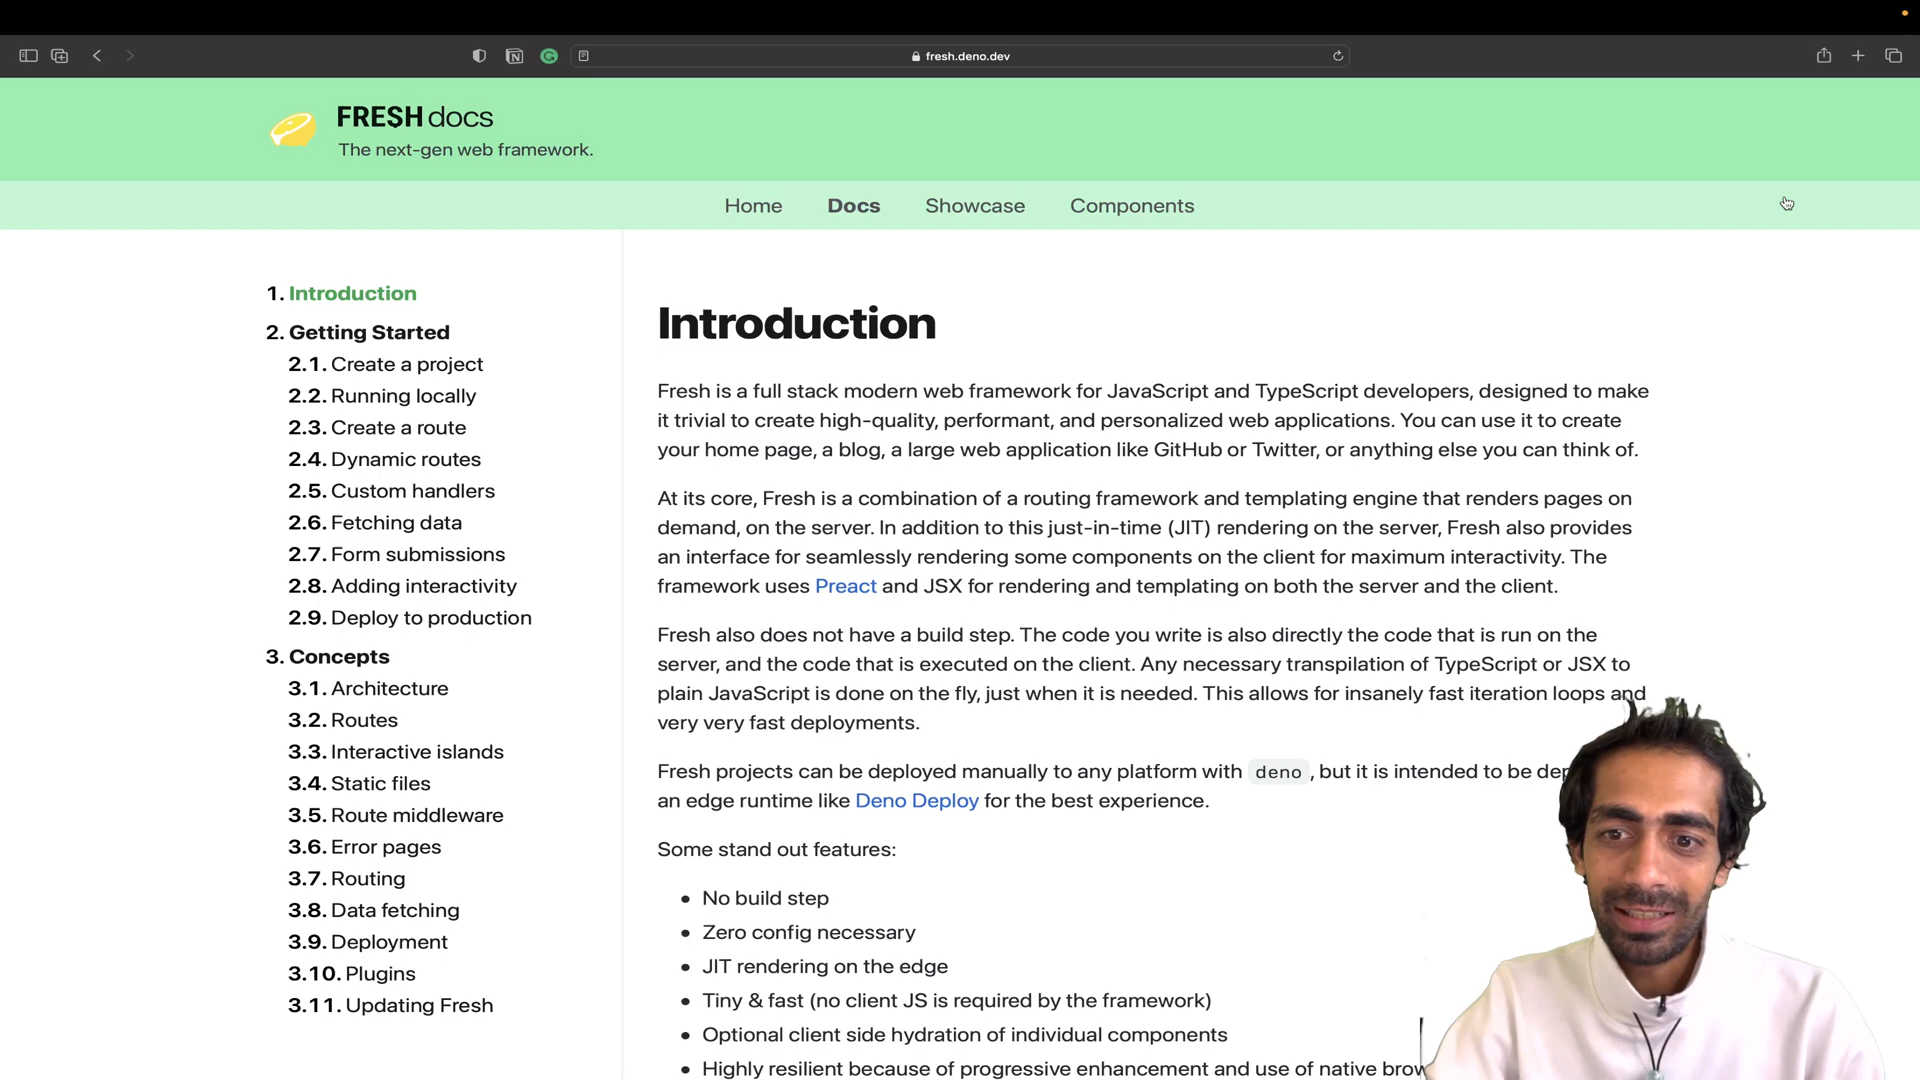 fresh.deno.dev
FRESH docs
The next-gen web framework.
Home Docs Showcase Components
1. Introduction
2. Getting Started
2.1. Create a project
2.2. Running locally
2.3. Create a route
2.4. Dynamic routes
2.5. Custom handlers
2.6. Fetching data
2.7. Form submissions
2.8. Adding interactivity
2.9. Deploy to production
3. Concepts
3.1. Architecture
3.2. Routes
3.3. Interactive islands
3.4. Static files
3.5. Route middleware
3.6. Error pages
3.7. Routing
3.8. Data fetching
3.9. Deployment
3.10. Plugins
3.11. Updating Fresh
Introduction
Fresh is a full stack modern web framework for JavaScript and TypeScript developers, designed to make
it trivial to create high-quality, performant, and personalized web applications. You can use it to create
your home page, a blog, a large web application like GitHub or Twitter, or anything else you can think of.
At its core, Fresh is a combination of a routing framework and templating engine that renders pages on
demand, on the server. In addition to this just-in-time (JIT) rendering on the server, Fresh also provides
an interface for seamlessly rendering some components on the client for maximum interactivity. The
framework uses Preact and JSX for rendering and templating on both the server and the client.
Fresh also does not have a build step. The code you write is also directly the code that is run on the
server, and the code that is executed on the client. Any necessary transpilation of TypeScript or JSX to
plain JavaScript is done on the fly, just when it is needed. This allows for insanely fast iteration loops and
very very fast deployments.
Fresh projects can be deployed manually to any platform with deno, but it is intended to be
an edge runtime like Deno Deploy for the best experience.
Some stand out features:
• No build step
• Zero config necessary
• JIT rendering on the edge
• Tiny & fast (no client JS is required by the framework)
• Optional client side hydration of individual components
• Highly resilient because of progressive enhancement and use of native